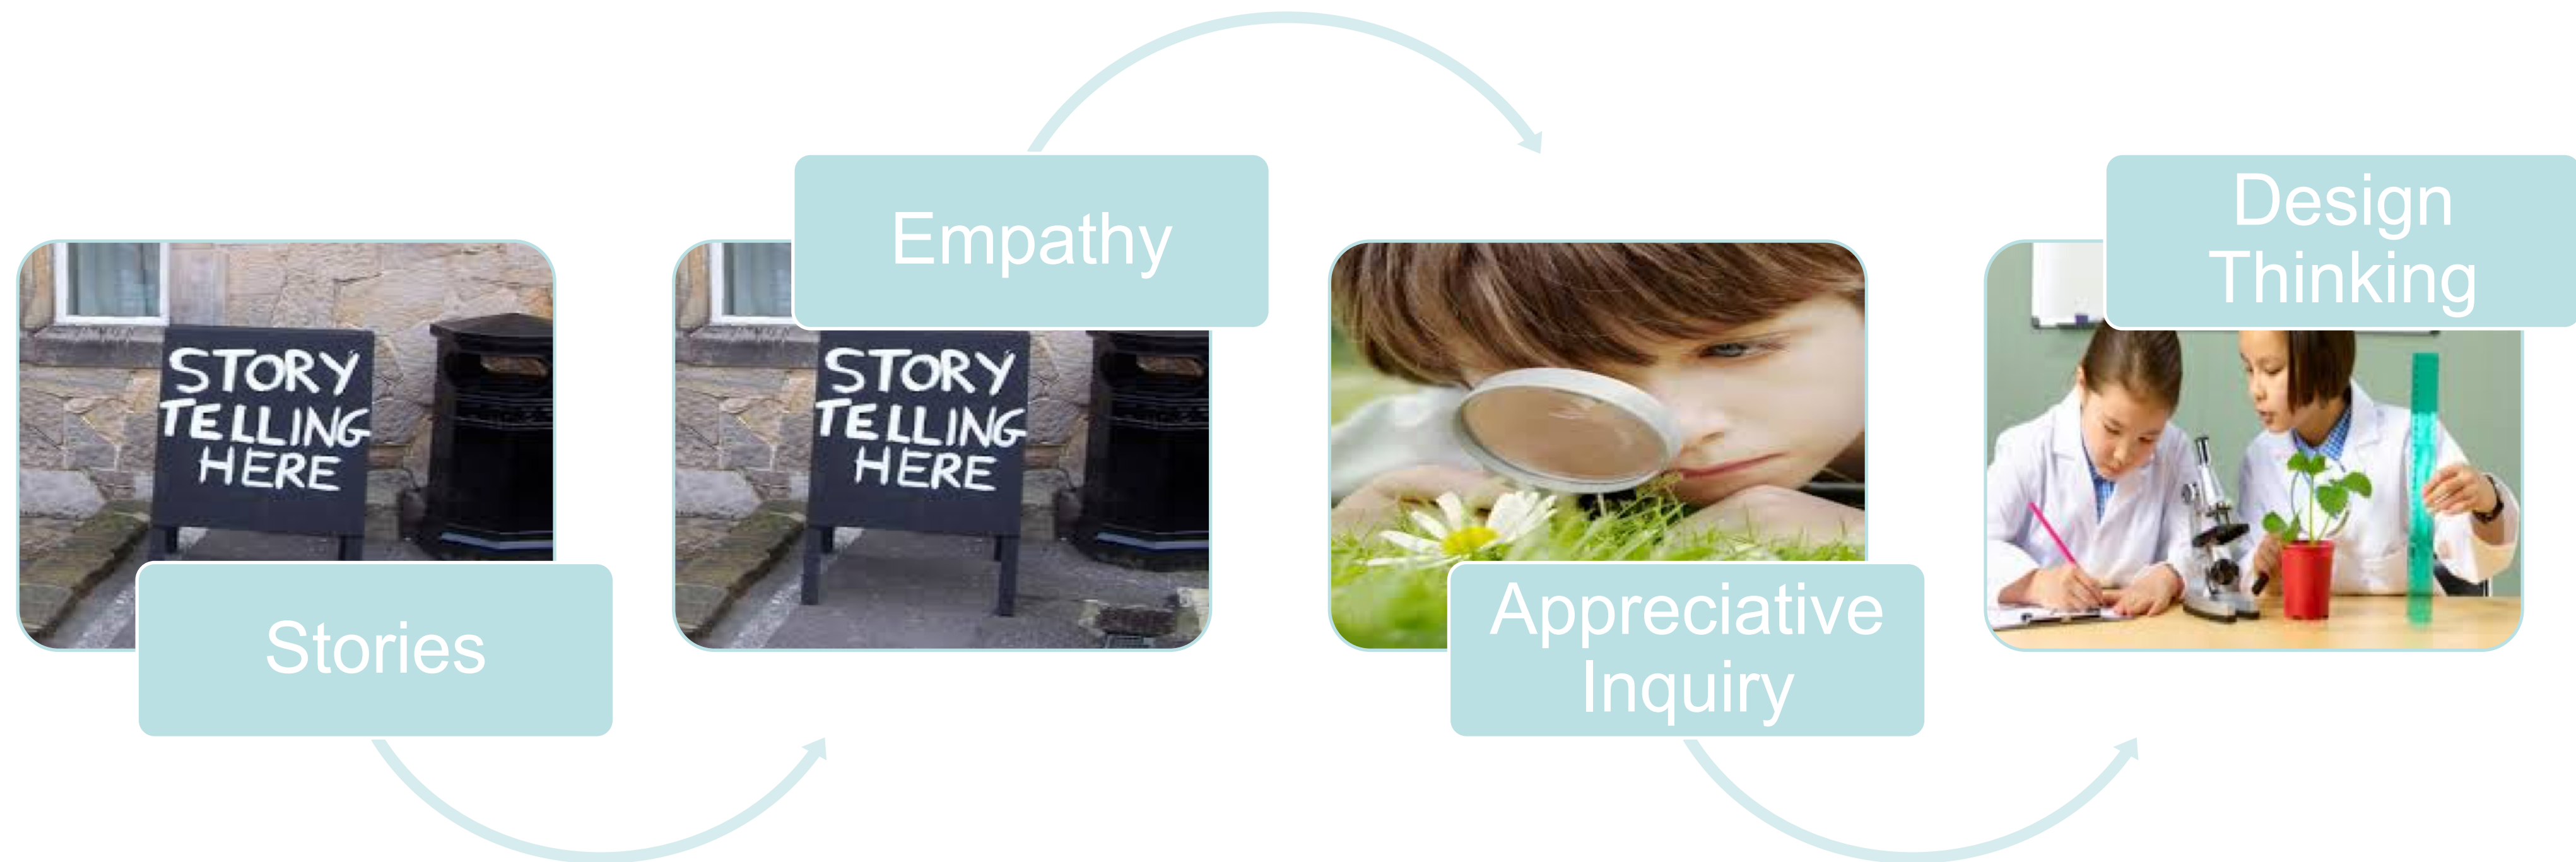 STORY
TELLING
HERE
Stories
Empathy
STORY
TELLING
HERE
Appreciative
Inquiry
Design
Thinking